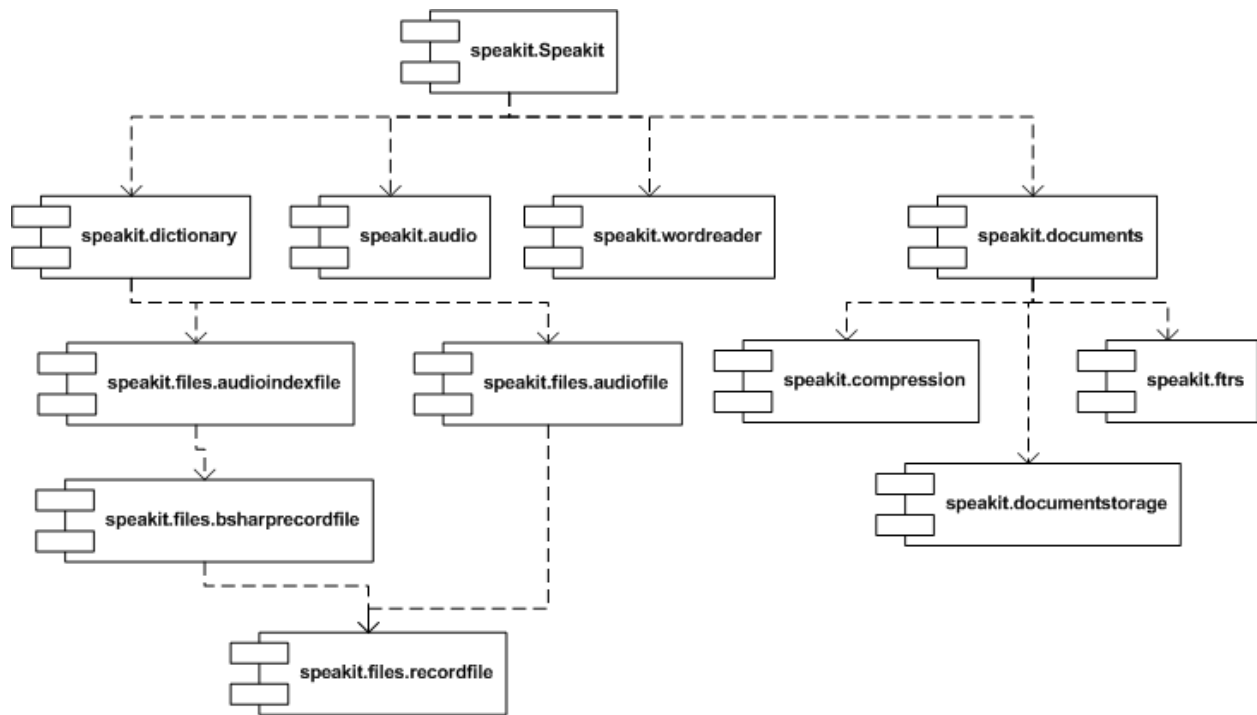 speakit.Speakit
speakit.dictionary
speakit.audio
speakit.wordreader
speakit.documents
speakit.files.audioindexfile
speakit.files.audiofile
speakit.compression
speakit.ftrs
speakit.files.bsharprecordfile
speakit.documentstorage
speakit.files.recordfile